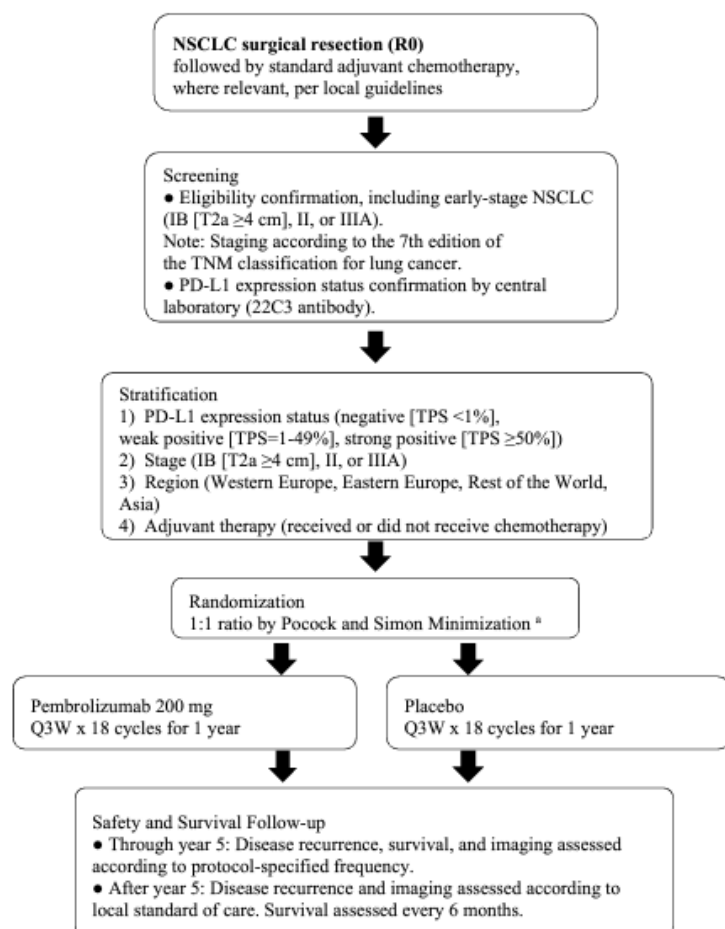 NSCLC surgical resection (R0)
followed by standard adjuvant chemotherapy,
where relevant, per local guidelines
Screening
● Eligibility confirmation, including early-stage NSCLC
(IB [T2a ≥4 cm], II, or IIIA).
Note: Staging according to the 7th edition of
the TNM classification for lung cancer.
● PD-L1 expression status confirmation by central
laboratory (22C3 antibody).
Stratification
1) PD-L1 expression status (negative [TPS <1%],
weak positive [TPS=1-49%], strong positive [TPS ≥50%])
2) Stage (IB [T2a ≥4 cm], II, or IIIA)
3) Region (Western Europe, Eastern Europe, Rest of the World,
Asia)
4) Adjuvant therapy (received or did not receive chemotherapy)
Randomization
1:1 ratio by Pocock and Simon Minimization ª
Pembrolizumab 200 mg
Q3W x 18 cycles for 1 year
Placebo
Q3W x 18 cycles for 1 year
Safety and Survival Follow-up
● Through year 5: Disease recurrence, survival, and imaging assessed
according to protocol-specified frequency.
● After year 5: Disease recurrence and imaging assessed according to
local standard of care. Survival assessed every 6 months.